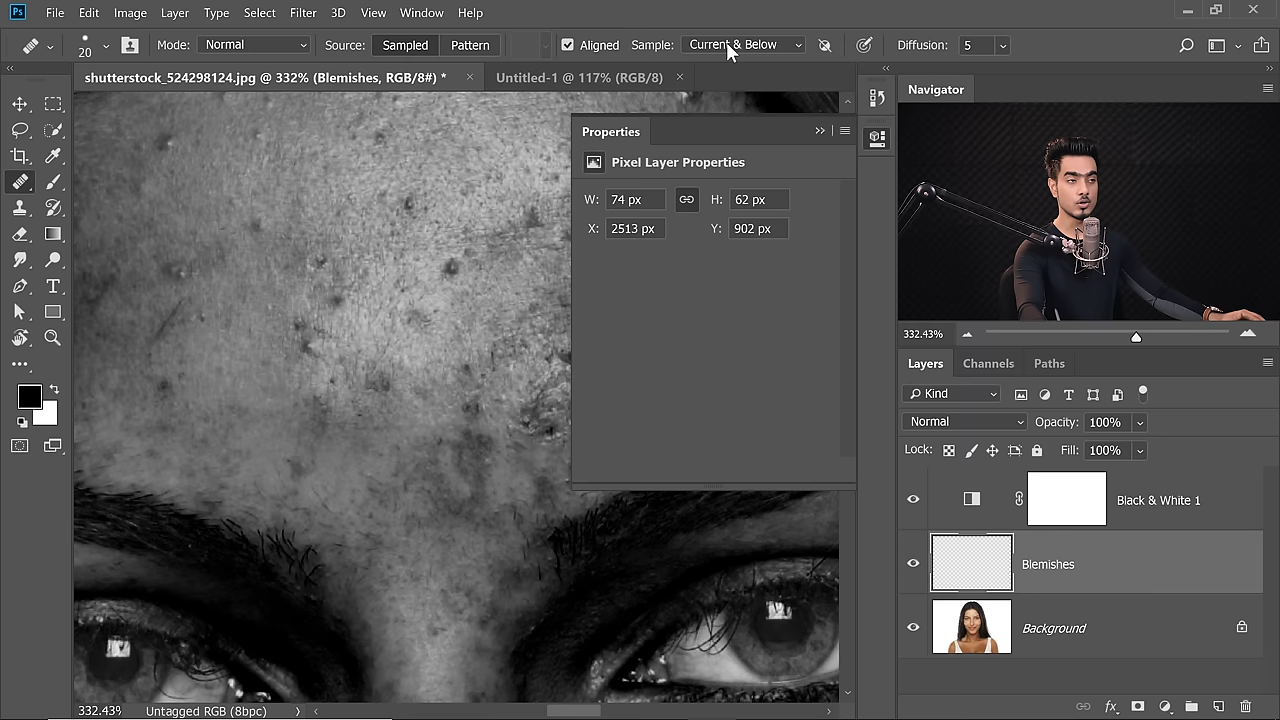 Ps File Edit Image Layer Type Select Filter 3D View Window Help
20 Mode: Normal Source: Sampled Pattern Aligned Sample: Current & Below Diffusion: 5
shutterstock_524298124.jpg @ 332% (Blemishes, RGB/8#) * × Untitled-1 @ 117% (RGB/8) ×
Properties
Pixel Layer Properties
W: 74 px H: 62 px
X: 2513 px Y: 902 px
Navigator
332.43%
Layers Channels Paths
Kind
Normal Opacity: 100%
Lock: Fill: 100%
Black & White 1
Blemishes
Background
332.43% Untagged RGB (8bpc)